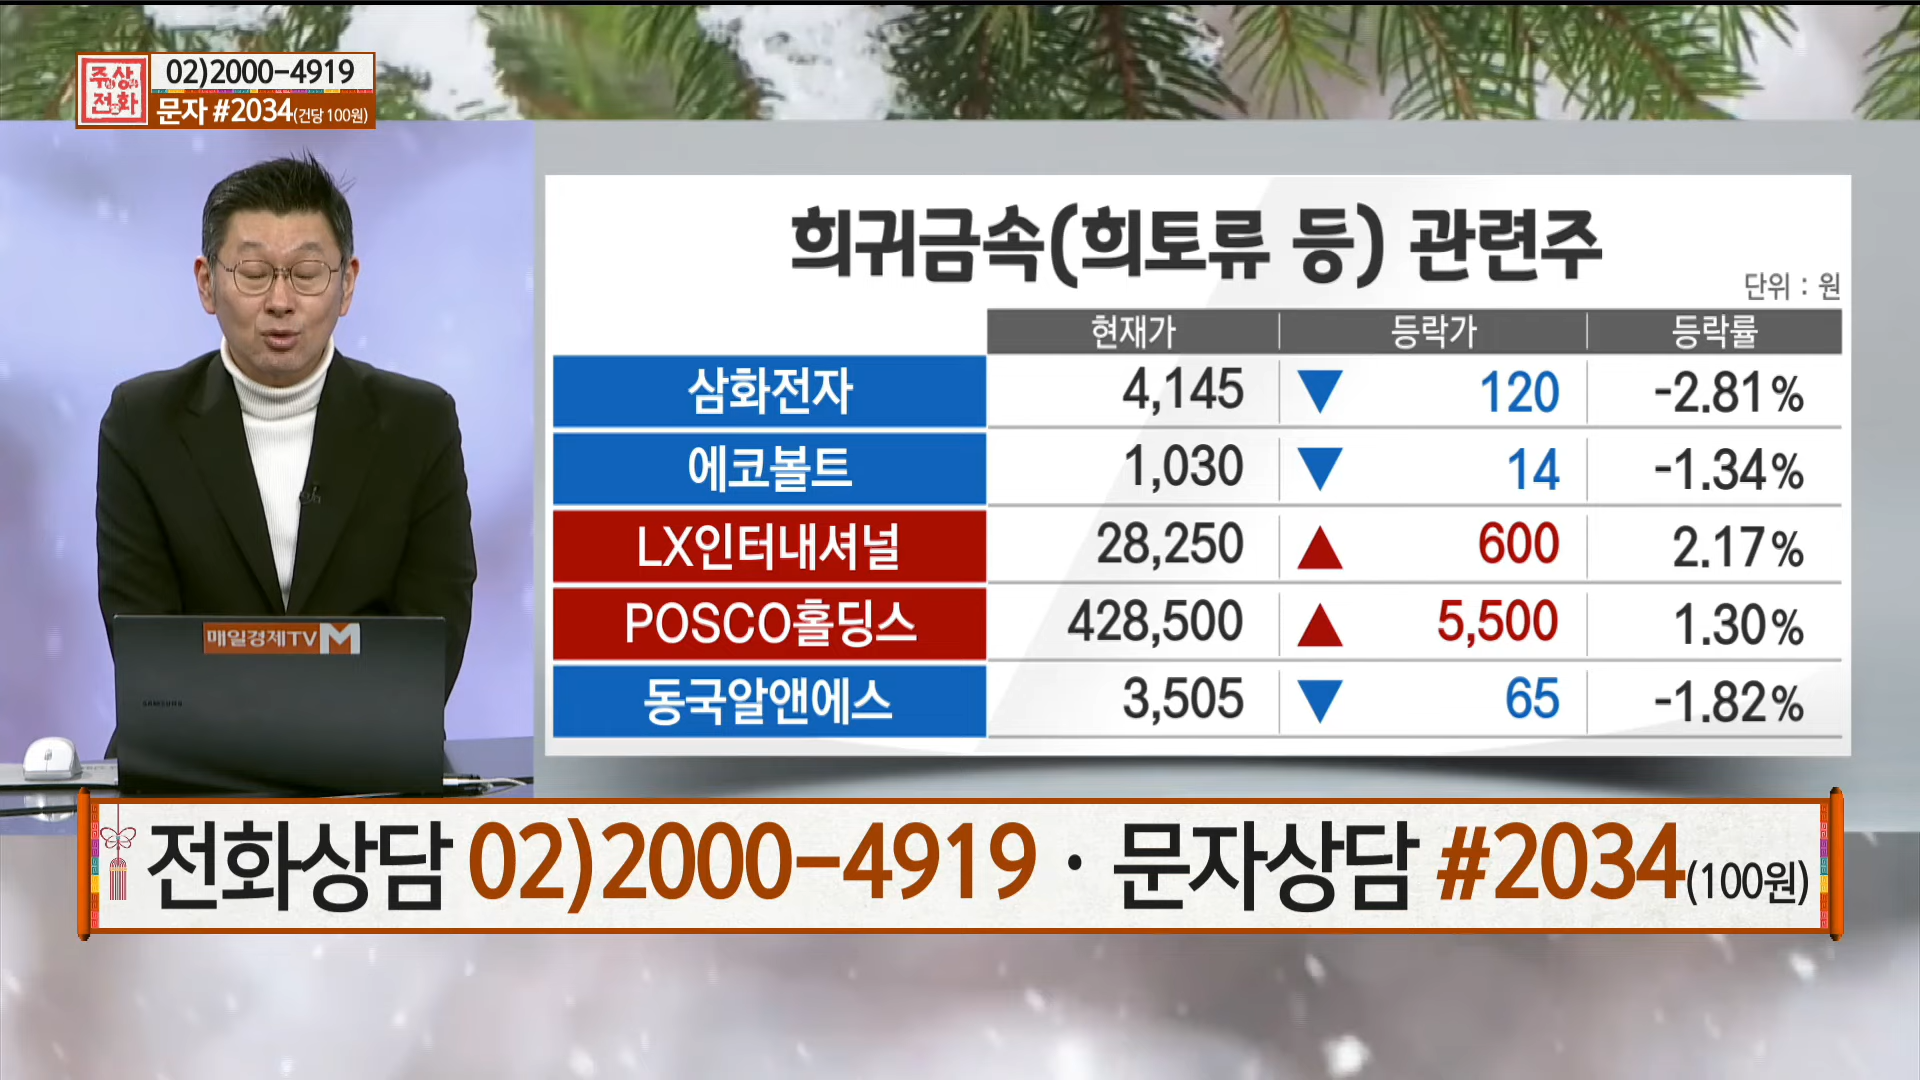 주상
전화
02)2000-4919
문자 #2034(건당 100원)
희귀금속(희토류 등) 관련주
단위 : 원
현재가 등락가 등락률
삼화전자 4,145 ▼ 120 -2.81%
에코볼트 1,030 ▼ 14 -1.34%
LX인터내셔널 28,250 ▲ 600 2.17%
POSCO홀딩스 428,500 ▲ 5,500 1.30%
동국알앤에스 3,505 ▼ 65 -1.82%
매일경제TV M
SAMSUNG
전화상담 02)2000-4919 · 문자상담 #2034(100원)